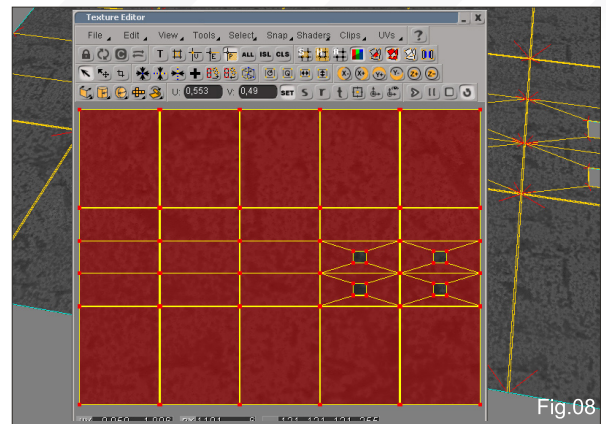 Texture Editor
File Edit View Tools Select Snap Shaders Clips UVs ?
T U E P ALL ISL CLS
X- X+ Y+ Y- Z+ Z-
U: 0,553 V: 0,49 SET s r t
Fig.08